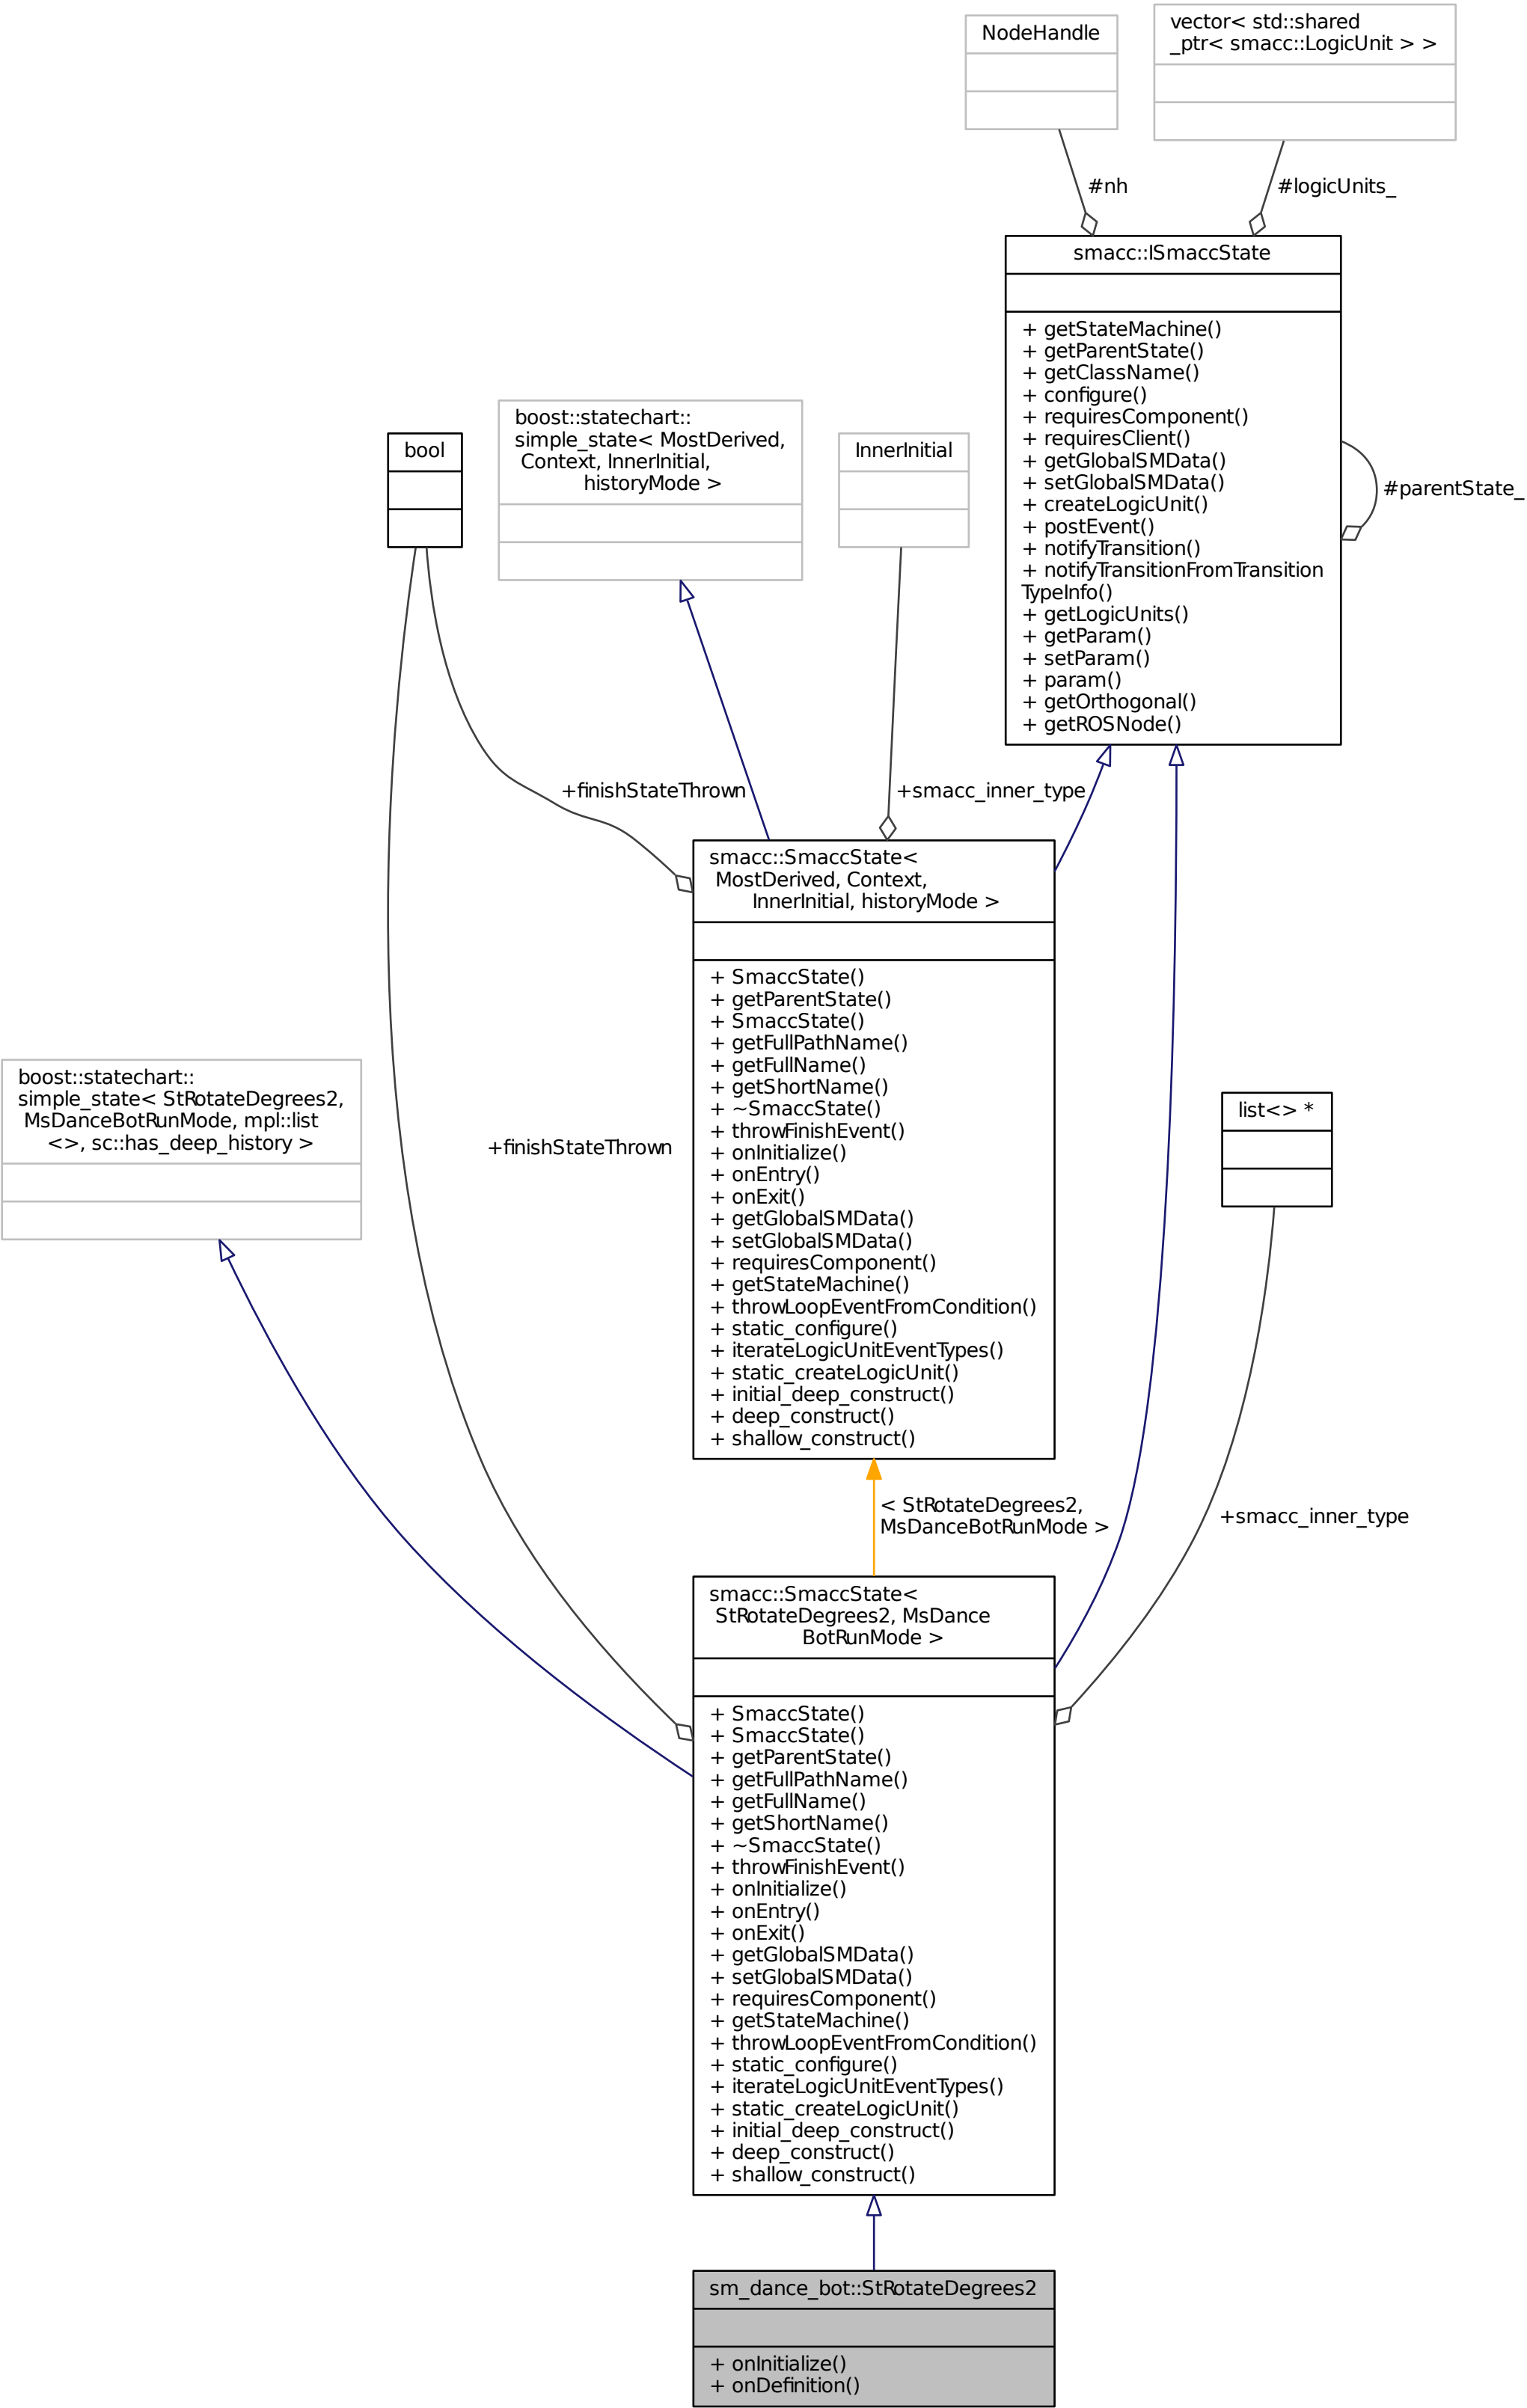 NodeHandle
vector< std::shared
_ptr< smacc::LogicUnit > >
#nh
#logicUnits_
smacc::ISmaccState
+ getStateMachine()
+ getParentState()
+ getClassName()
+ configure()
+ requiresComponent()
+ requiresClient()
+ getGlobalSMData()
+ setGlobalSMData()
+ createLogicUnit()
+ postEvent()
+ notifyTransition()
+ notifyTransitionFromTransition
TypeInfo()
+ getLogicUnits()
+ getParam()
+ setParam()
+ param()
+ getOrthogonal()
+ getROSNode()
#parentState_
bool
boost::statechart::
simple_state< MostDerived,
Context, InnerInitial,
historyMode >
InnerInitial
+finishStateThrown
+smacc_inner_type
smacc::SmaccState<
MostDerived, Context,
InnerInitial, historyMode >
+ SmaccState()
+ getParentState()
+ SmaccState()
+ getFullPathName()
+ getFullName()
+ getShortName()
+ ~SmaccState()
+ throwFinishEvent()
+ onInitialize()
+ onEntry()
+ onExit()
+ getGlobalSMData()
+ setGlobalSMData()
+ requiresComponent()
+ getStateMachine()
+ throwLoopEventFromCondition()
+ static_configure()
+ iterateLogicUnitEventTypes()
+ static_createLogicUnit()
+ initial_deep_construct()
+ deep_construct()
+ shallow_construct()
boost::statechart::
simple_state< StRotateDegrees2,
MsDanceBotRunMode, mpl::list
<>, sc::has_deep_history >
+finishStateThrown
list<> *
< StRotateDegrees2,
MsDanceBotRunMode >
+smacc_inner_type
smacc::SmaccState<
StRotateDegrees2, MsDance
BotRunMode >
+ SmaccState()
+ SmaccState()
+ getParentState()
+ getFullPathName()
+ getFullName()
+ getShortName()
+ ~SmaccState()
+ throwFinishEvent()
+ onInitialize()
+ onEntry()
+ onExit()
+ getGlobalSMData()
+ setGlobalSMData()
+ requiresComponent()
+ getStateMachine()
+ throwLoopEventFromCondition()
+ static_configure()
+ iterateLogicUnitEventTypes()
+ static_createLogicUnit()
+ initial_deep_construct()
+ deep_construct()
+ shallow_construct()
sm_dance_bot::StRotateDegrees2
+ onInitialize()
+ onDefinition()